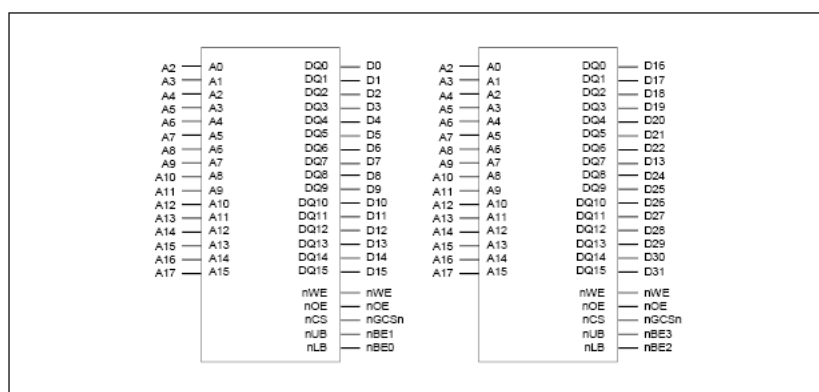 A2 A0 DQ0 D0 A2 A0 DQ0 D16
A3 A1 DQ1 D1 A3 A1 DQ1 D17
A4 A2 DQ2 D2 A4 A2 DQ2 D18
A5 A3 DQ3 D3 A5 A3 DQ3 D19
A6 A4 DQ4 D4 A6 A4 DQ4 D20
A7 A5 DQ5 D5 A7 A5 DQ5 D21
A8 A6 DQ6 D6 A8 A6 DQ6 D22
A9 A7 DQ7 D7 A9 A7 DQ7 D13
A10 A8 DQ8 D8 A10 A8 DQ8 D24
A11 A9 DQ9 D9 A11 A9 DQ9 D25
A12 A10 DQ10 D10 A12 A10 DQ10 D26
A13 A11 DQ11 D11 A13 A11 DQ11 D27
A14 A12 DQ12 D12 A14 A12 DQ12 D28
A15 A13 DQ13 D13 A15 A13 DQ13 D29
A16 A14 DQ14 D14 A16 A14 DQ14 D30
A17 A15 DQ15 D15 A17 A15 DQ15 D31
nWE nWE nWE nWE
nOE nOE nOE nOE
nCS nGCSn nCS nGCSn
nUB nBE1 nUB nBE3
nLB nBE0 nLB nBE2